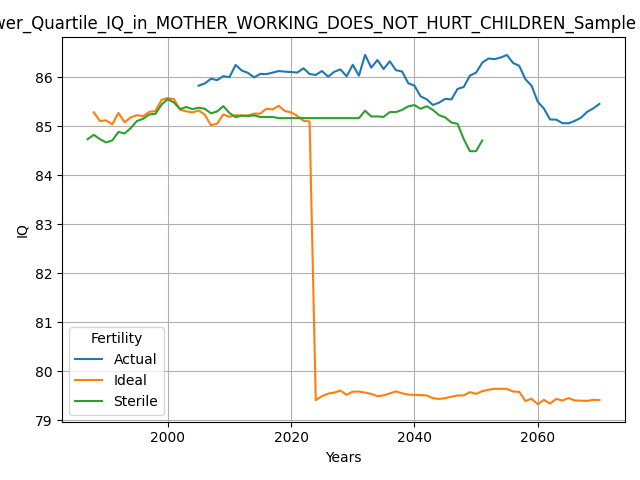 wer_Quartile_IQ_in_MOTHER_WORKING_DOES_NOT_HURT_CHILDREN_Sample
86
85
84
83
82
81
80
79
IQ
Fertility
Actual
Ideal
Sterile
2000
2020
2040
2060
Years